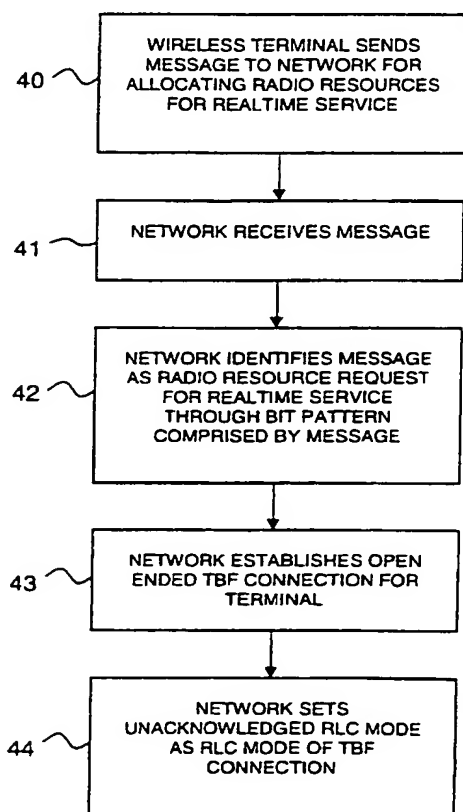 40
WIRELESS TERMINAL SENDS
MESSAGE TO NETWORK FOR
ALLOCATING RADIO RESOURCES
FOR REALTIME SERVICE
41
NETWORK RECEIVES MESSAGE
42
NETWORK IDENTIFIES MESSAGE
AS RADIO RESOURCE REQUEST
FOR REALTIME SERVICE
THROUGH BIT PATTERN
COMPRISED BY MESSAGE
43
NETWORK ESTABLISHES OPEN
ENDED TBF CONNECTION FOR
TERMINAL
44
NETWORK SETS
UNACKNOWLEDGED RLC MODE
AS RLC MODE OF TBF
CONNECTION